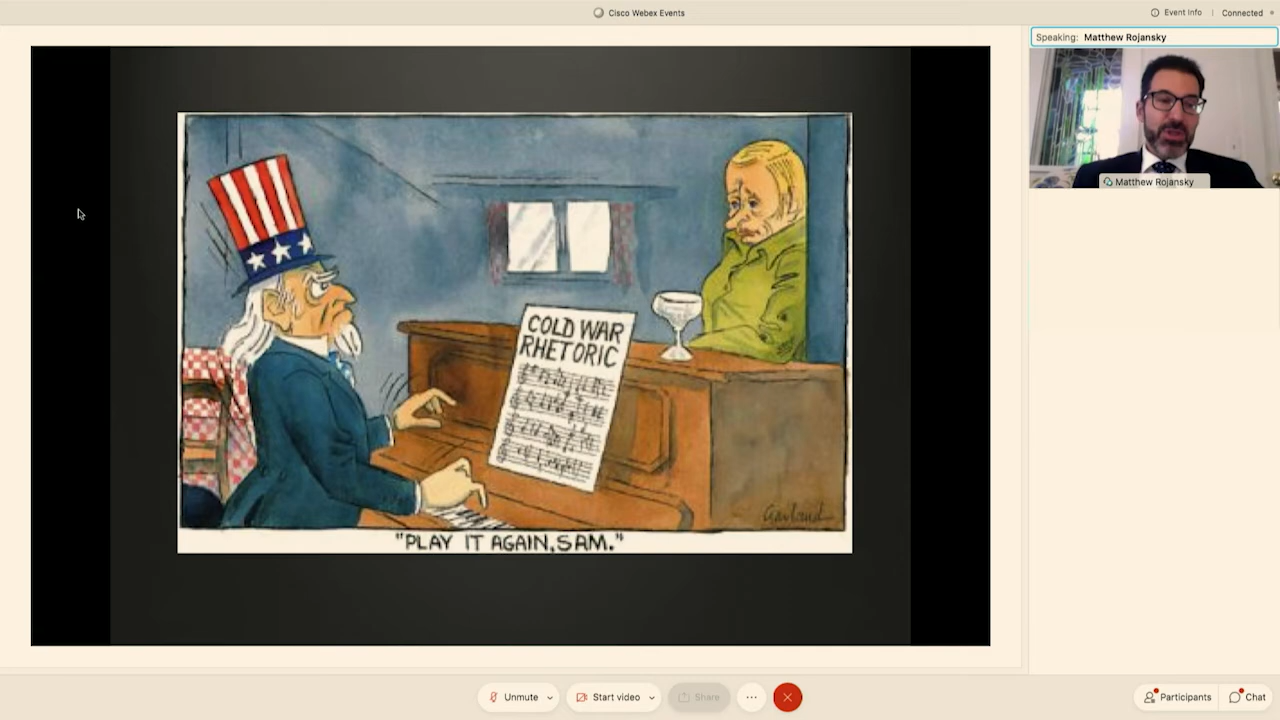 Cisco Webex Events
Event Info
Connected
Speaking: Matthew Rojansky
Matthew Rojansky
COLD WAR
RHETORIC
Garland
"PLAY IT AGAIN, SAM."
Unmute
Start video
Share
Participants
Chat